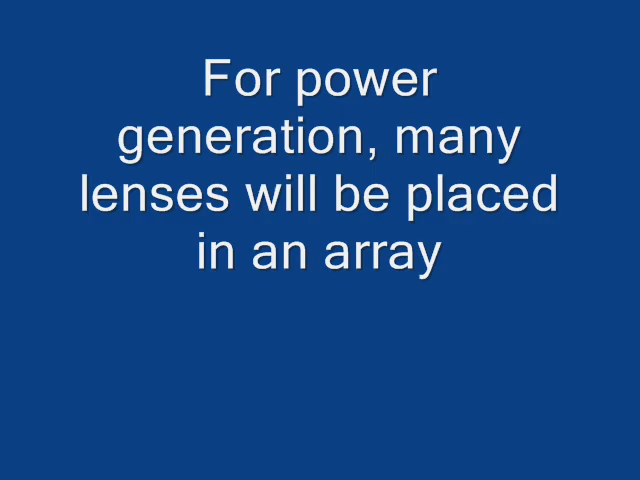 For power
generation, many
lenses will be placed
in an array